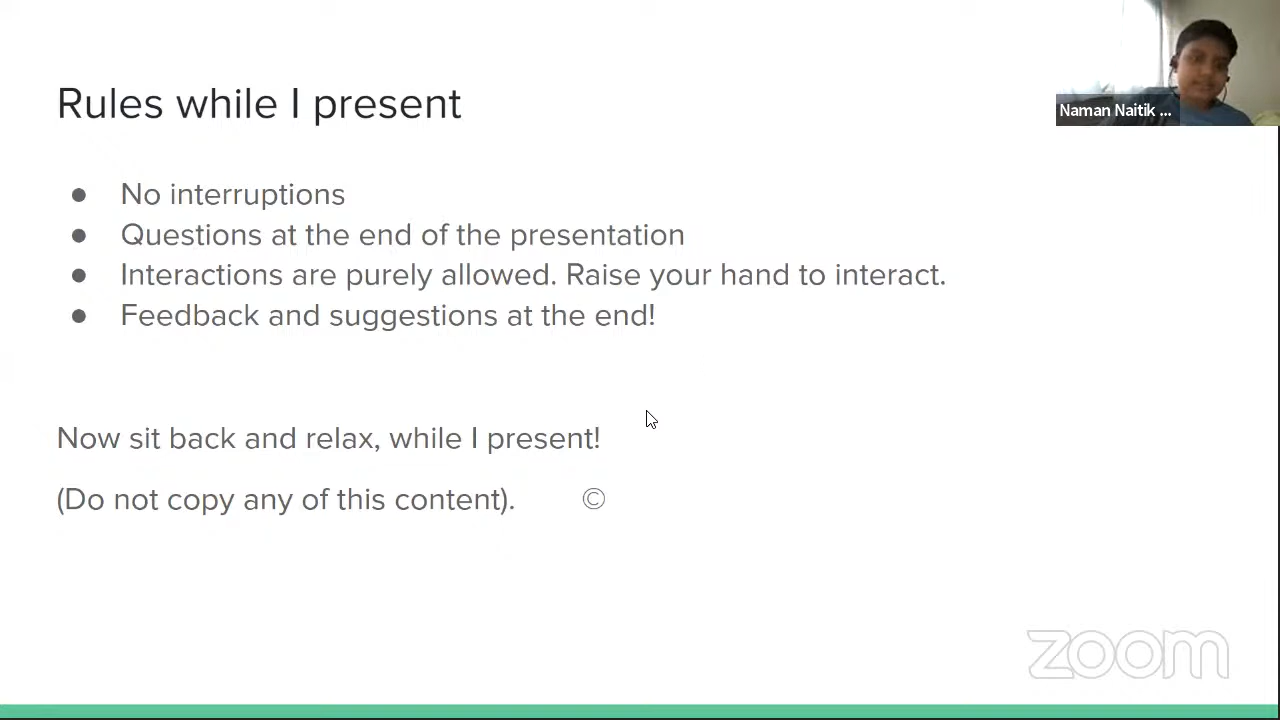 Rules while I present
Naman Naitik ...
● No interruptions
● Questions at the end of the presentation
● Interactions are purely allowed. Raise your hand to interact.
● Feedback and suggestions at the end!
Now sit back and relax, while I present!
(Do not copy any of this content). ©
zoom